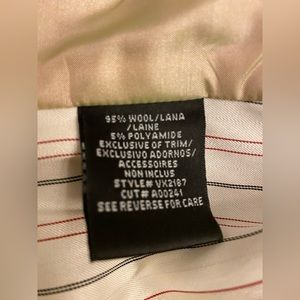 95% WOOL/LANA
/LAINE
5% POLYAMIDE
EXCLUSIVE OF TRIM/
EXCLUSIVO ADORNOS/
ACCESSOIRES
NON INCLUS
STYLE# VK2187
CUT# A00241
SEE REVERSE FOR CARE